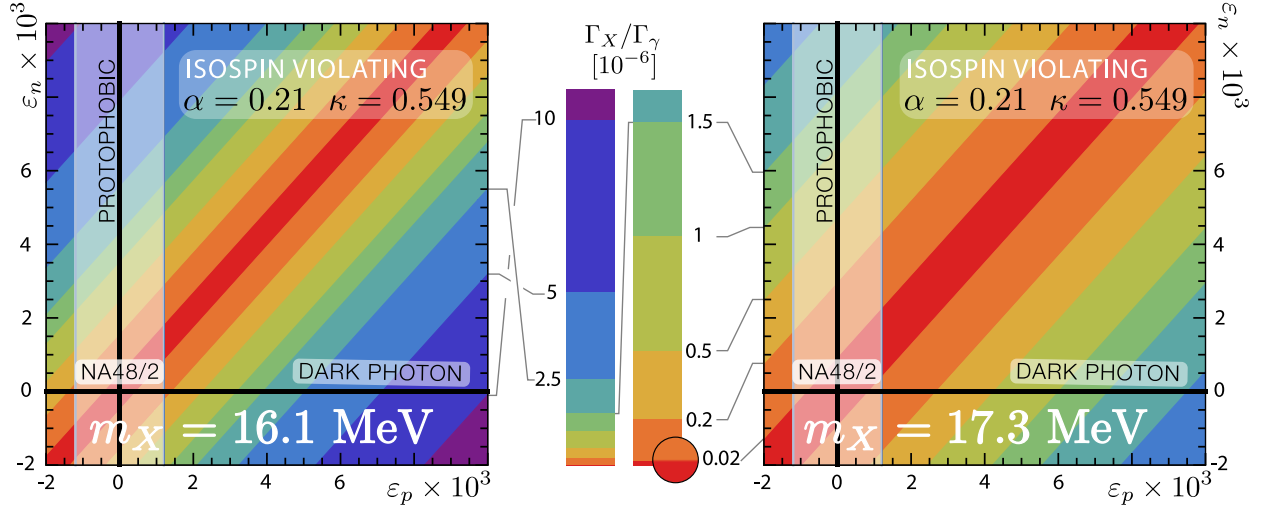 ε_n × 10^3
8
6
4
2
0
-2
PROTOPHOBIC
ISOSPIN VIOLATING
α = 0.21 κ = 0.549
NA48/2
DARK PHOTON
m_X = 16.1 MeV
-2 0 2 4 6 8
ε_p × 10^3
Γ_X/Γ_γ
[10^-6]
10
5
2.5
1.5
1
0.5
0.2
0.02
PROTOPHOBIC
ISOSPIN VIOLATING
α = 0.21 κ = 0.549
NA48/2
DARK PHOTON
m_X = 17.3 MeV
ε_n × 10^3
8
6
4
2
0
-2
-2 0 2 4 6 8
ε_p × 10^3